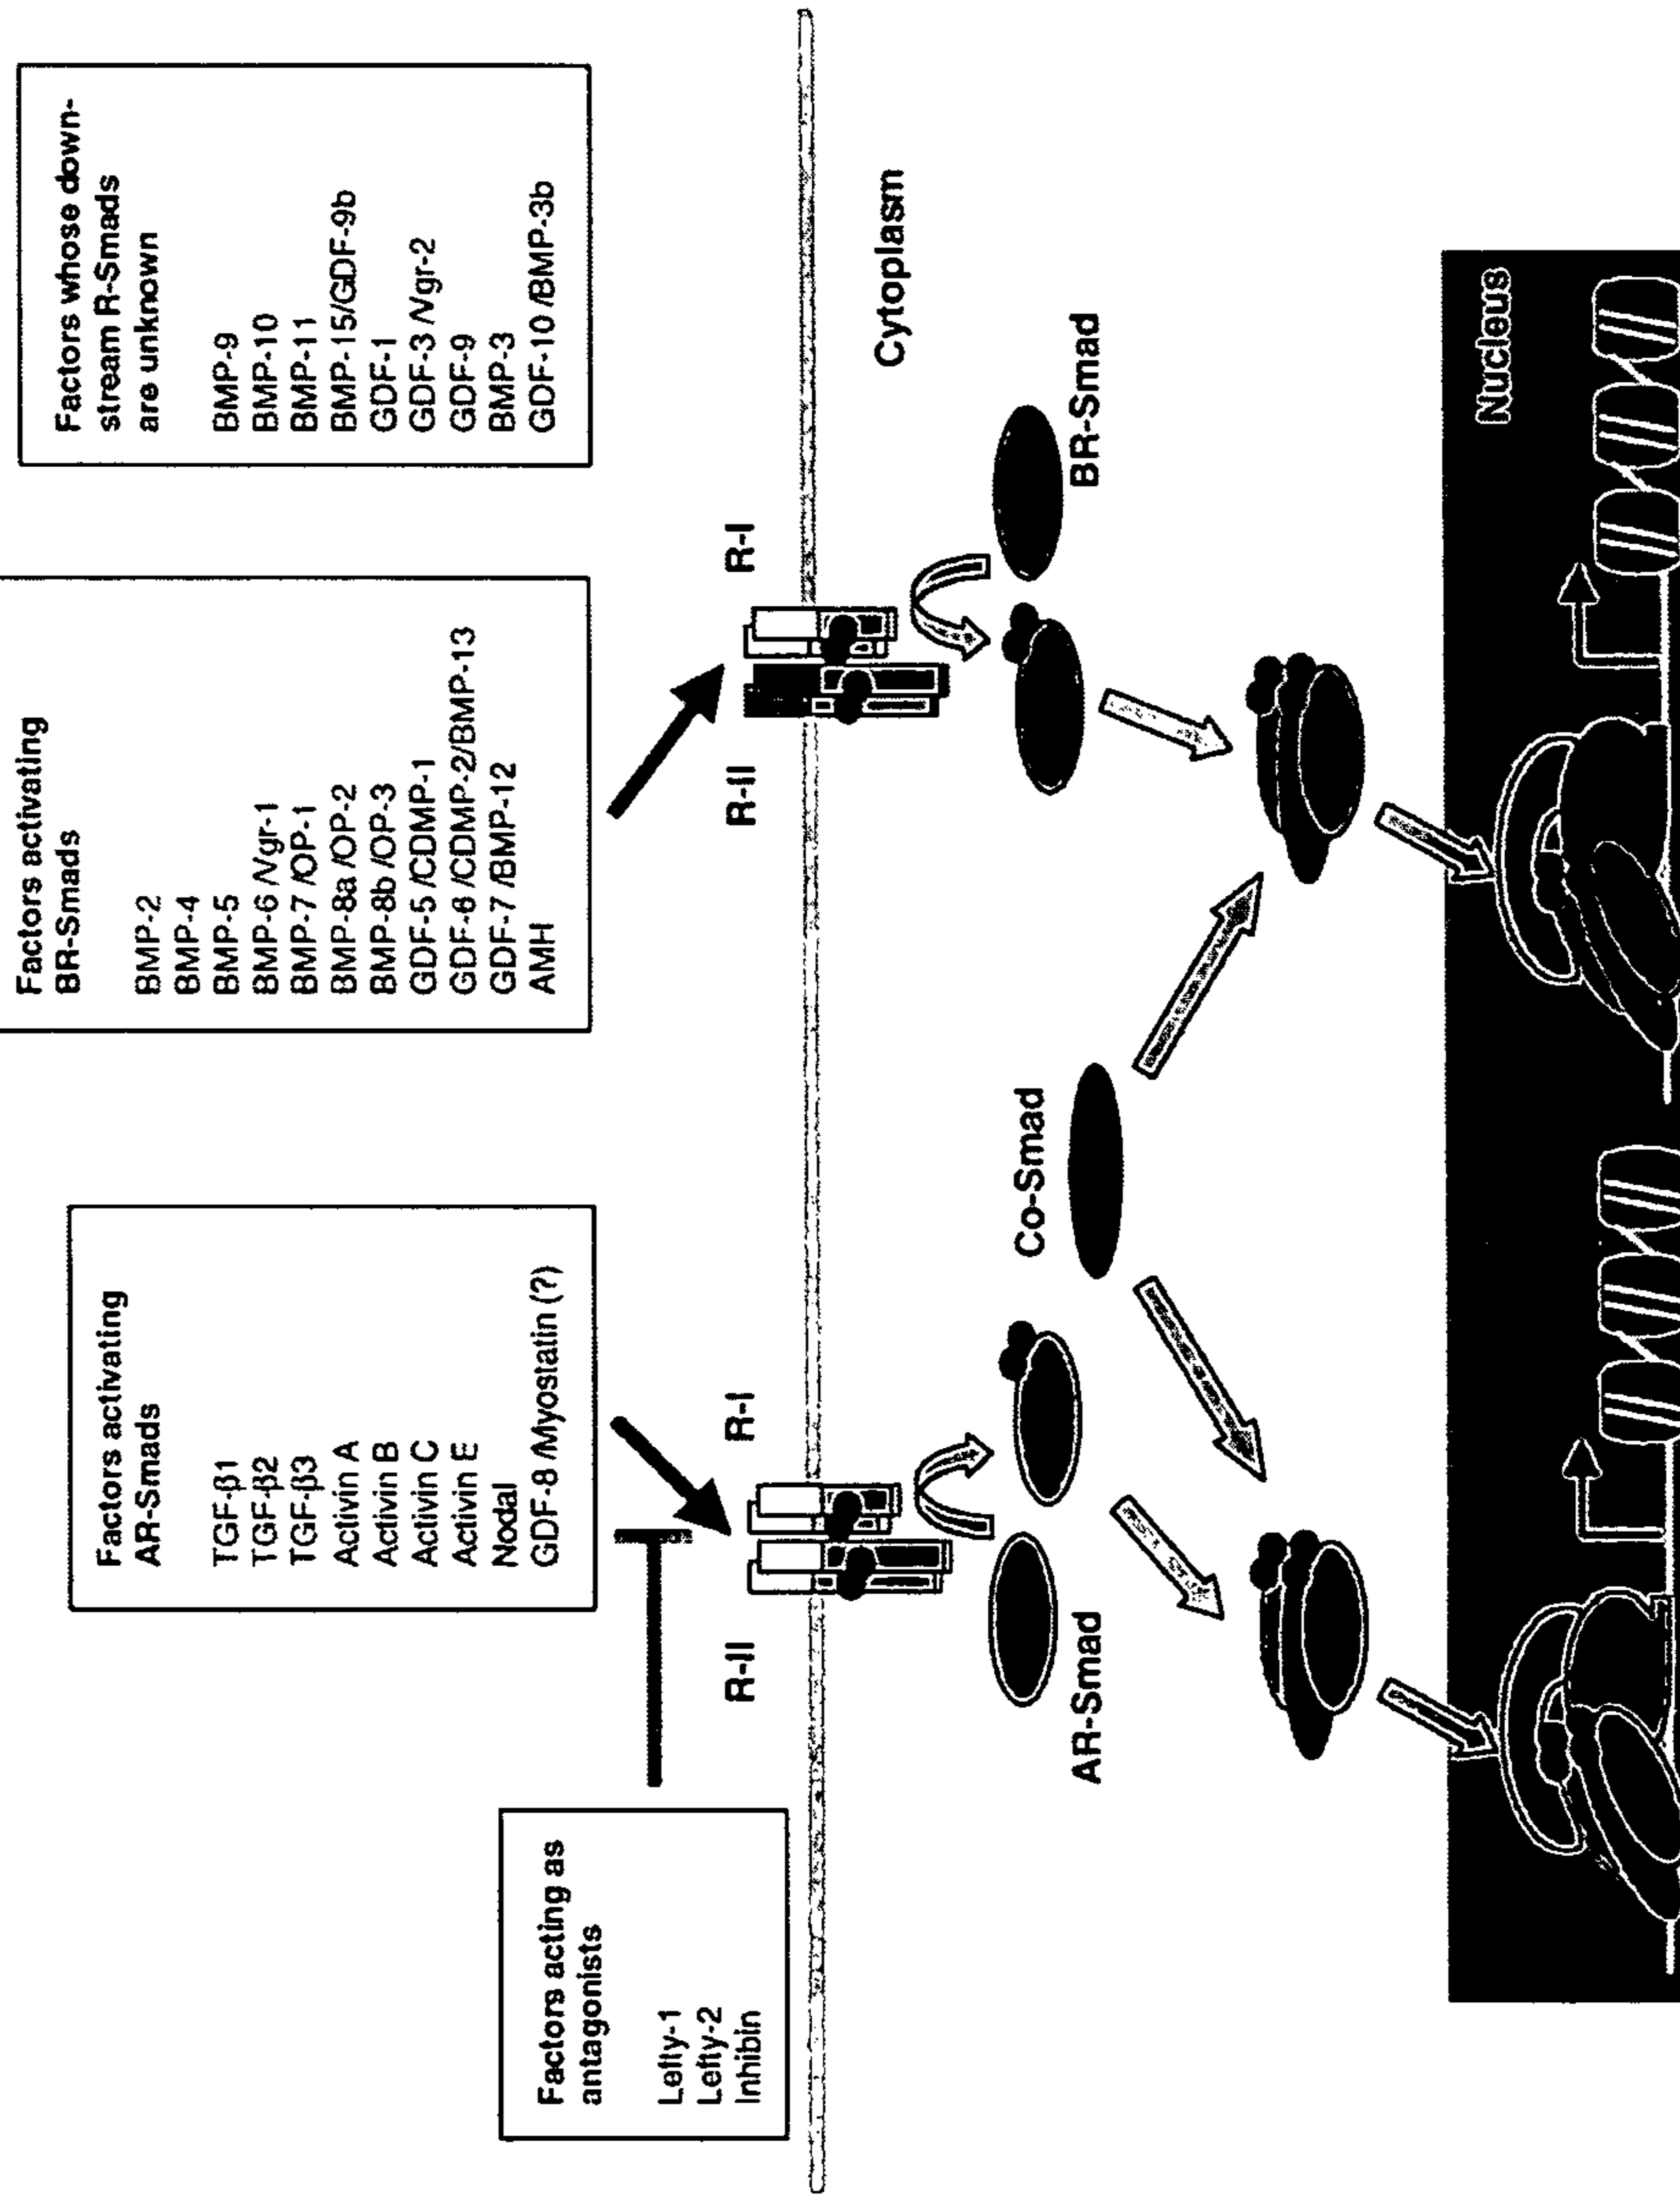 Factors acting as
antagonists
Lefty-1
Lefty-2
Inhibin
Factors activating
AR-Smads
TGF-β1
TGF-β2
TGF-β3
Activin A
Activin B
Activin C
Activin E
Nodal
GDF-8 /Myostatin (?)
Factors activating
BR-Smads
BMP-2
BMP-4
BMP-5
BMP-6 /Vgr-1
BMP-7 /OP-1
BMP-8a /OP-2
BMP-8b /OP-3
GDF-5 /CDMP-1
GDF-6 /CDMP-2/BMP-13
GDF-7 /BMP-12
AMH
Factors whose down-
stream R-Smads
are unknown
BMP-9
BMP-10
BMP-11
BMP-15/GDF-9b
GDF-1
GDF-3 /Vgr-2
GDF-9
BMP-3
GDF-10 /BMP-3b
R-II
R-I
R-II
R-I
Cytoplasm
AR-Smad
Co-Smad
BR-Smad
Nucleus